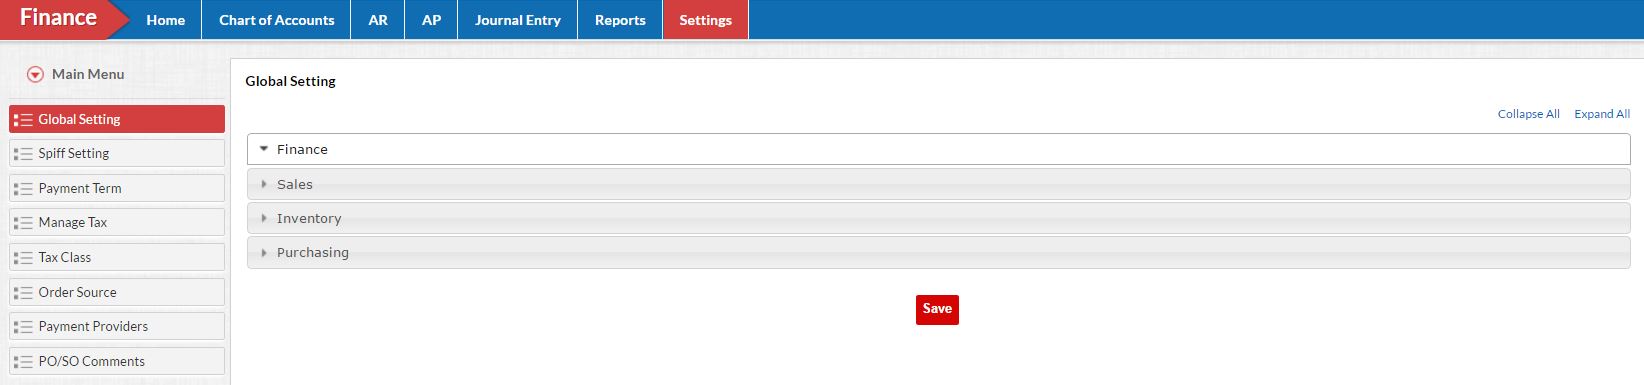 Finance
Home Chart of Accounts AR AP Journal Entry Reports Settings
Main Menu
Global Setting
Spiff Setting
Payment Term
Manage Tax
Tax Class
Order Source
Payment Providers
PO/SO Comments
Global Setting
Collapse All Expand All
Finance
Sales
Inventory
Purchasing
Save